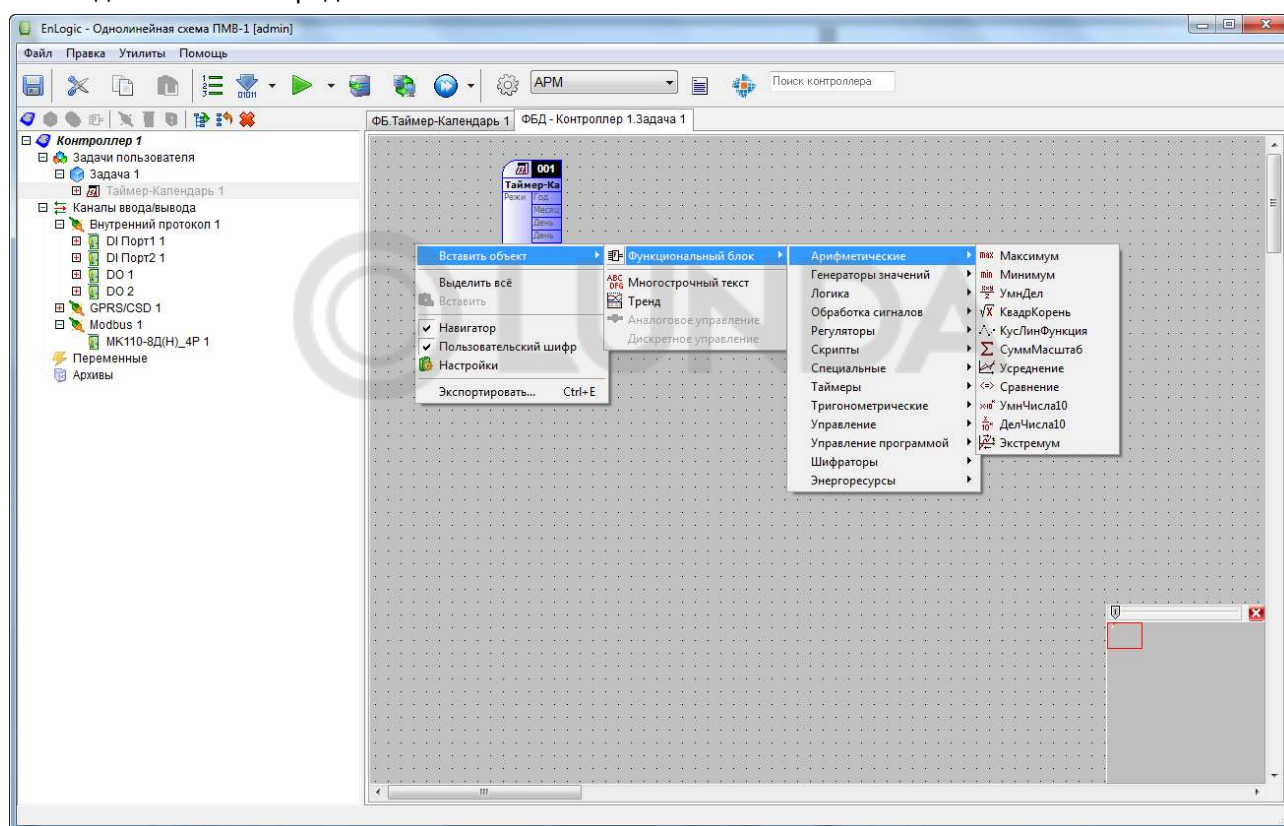 EnLogic - Однолинейная схема ПМВ-1 [admin]
Файл Правка Утилиты Помощь
АРМ
Поиск контроллера
ФБ.Таймер-Календарь 1
ФБД - Контроллер 1.Задача 1
Контроллер 1
Задачи пользователя
Задача 1
Таймер-Календарь 1
Каналы ввода/вывода
Внутренний протокол 1
DI Порт1 1
DI Порт2 1
DO 1
DO 2
GPRS/CSD 1
Modbus 1
МК110-8Д(Н)_4Р 1
Переменные
Архивы
001
Таймер-Ка
Режи Год
Месяц
День
День
Вставить объект
Выделить всё
Вставить
Навигатор
Пользовательский шифр
Настройки
Экспортировать... Ctrl+E
Функциональный блок
Многострочный текст
Тренд
Аналоговое управление
Дискретное управление
Арифметические
Генераторы значений
Логика
Обработка сигналов
Регуляторы
Скрипты
Специальные
Таймеры
Тригонометрические
Управление
Управление программой
Шифраторы
Энергоресурсы
max Максимум
min Минимум
УмнДел
КвадрКорень
КусЛинФункция
СуммМасштаб
Усреднение
Сравнение
УмнЧисла10
ДелЧисла10
Экстремум
© LUNDA